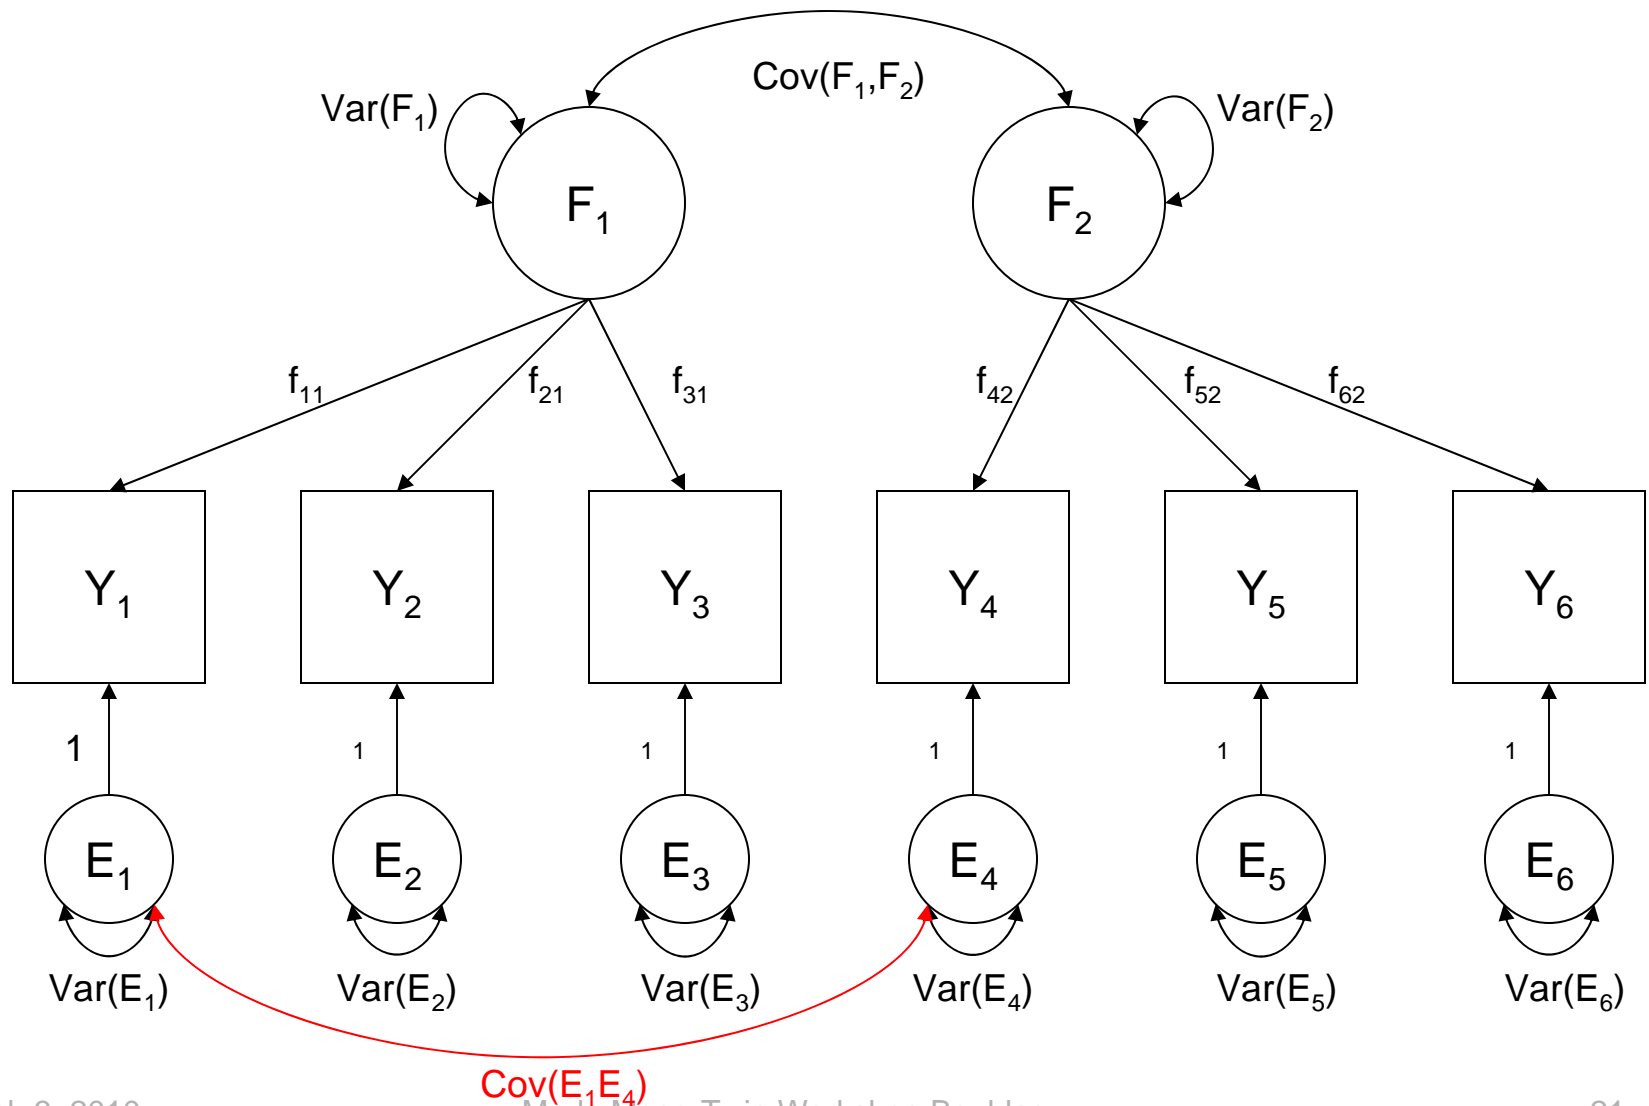 Cov(F1,F2)
Var(F1)
Var(F2)
F1
F2
f11
f21
f31
f42
f52
f62
Y1
Y2
Y3
Y4
Y5
Y6
1
1
1
1
1
1
E1
E2
E3
E4
E5
E6
Var(E1)
Var(E2)
Var(E3)
Var(E4)
Var(E5)
Var(E6)
Cov(E1E4)